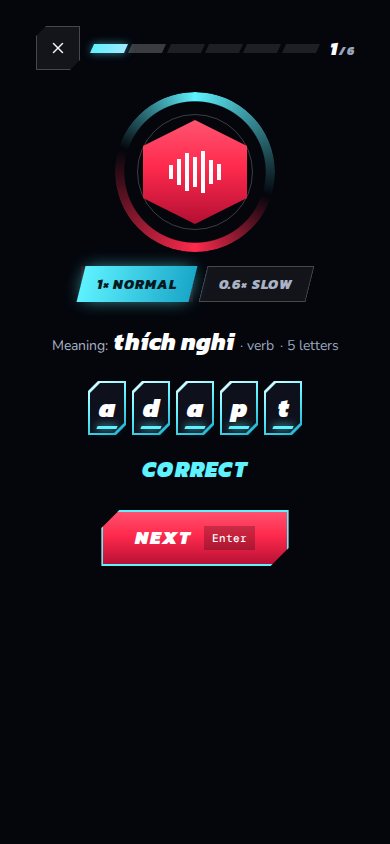 1/6
1× NORMAL 0.6× SLOW
Meaning: thích nghi · verb · 5 letters
a d a p t
CORRECT
NEXT Enter